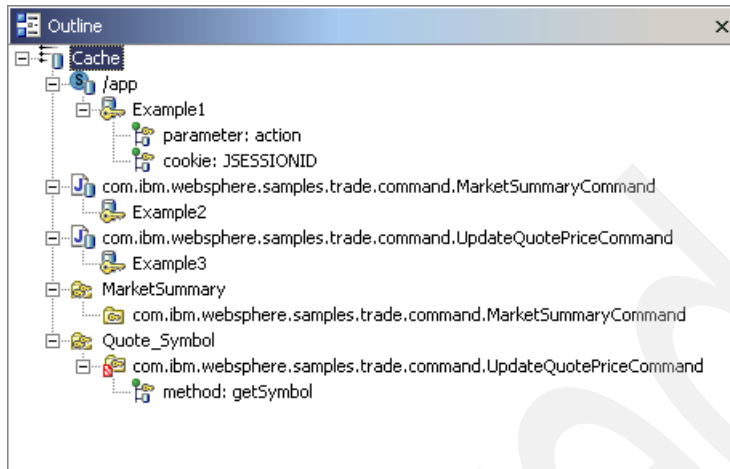 Outline
Cache
/app
Example1
parameter: action
cookie: JSESSIONID
com.ibm.websphere.samples.trade.command.MarketSummaryCommand
Example2
com.ibm.websphere.samples.trade.command.UpdateQuotePriceCommand
Example3
MarketSummary
com.ibm.websphere.samples.trade.command.MarketSummaryCommand
Quote_Symbol
com.ibm.websphere.samples.trade.command.UpdateQuotePriceCommand
method: getSymbol